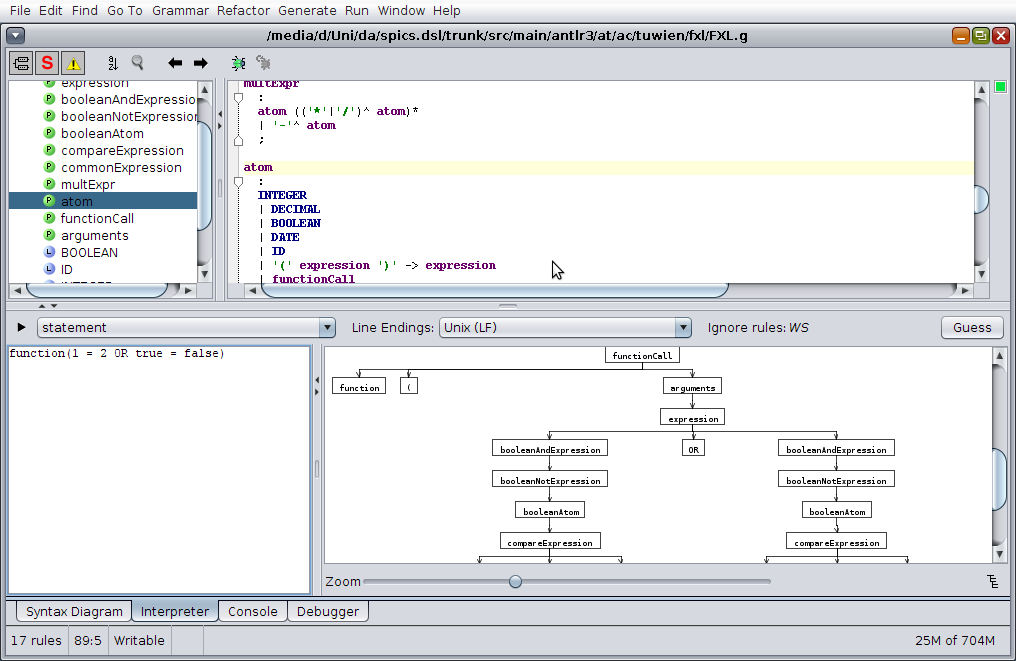 File Edit Find Go To Grammar Refactor Generate Run Window Help
/media/d/Uni/da/spics.dsl/trunk/src/main/antlr3/at/ac/tuwien/fxl/FXL.g
S
expression
P booleanAndExpressio
P booleanNotExpression
P booleanAtom
P compareExpression
P commonExpression
P multExpr
P atom
P functionCall
P arguments
L BOOLEAN
L ID
multExpr
:
atom (('*'|'/')^ atom)*
| '-'^ atom
;
atom
:
INTEGER
| DECIMAL
| BOOLEAN
| DATE
| ID
| '(' expression ')' -> expression
| functionCall
statement
Line Endings: Unix (LF)
Ignore rules: WS
Guess
function(1 = 2 OR true = false)
functionCall
function ( arguments
expression
booleanAndExpression OR booleanAndExpression
booleanNotExpression booleanNotExpression
booleanAtom booleanAtom
compareExpression compareExpression
Zoom
Syntax Diagram Interpreter Console Debugger
17 rules 89:5 Writable 25M of 704M